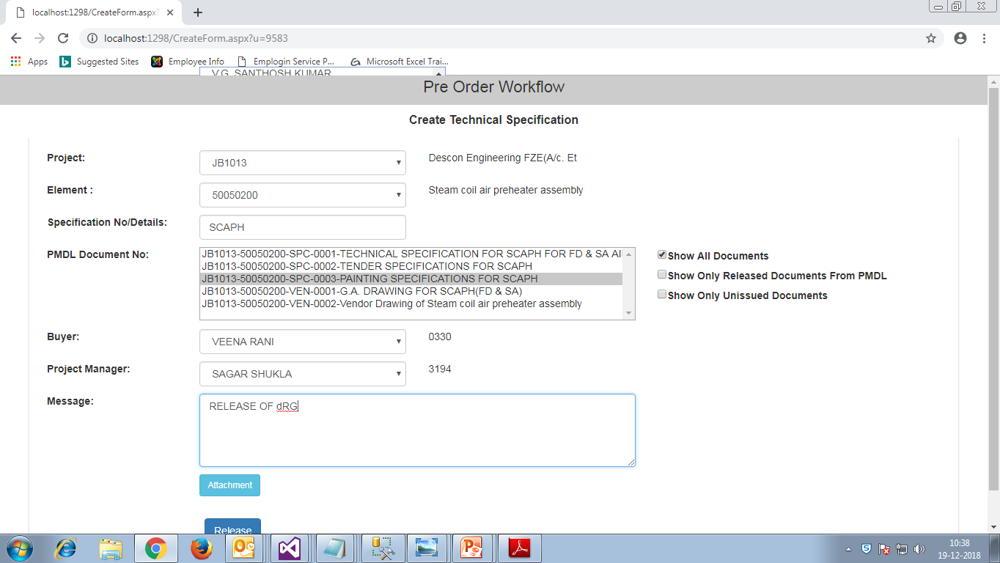 localhost:1298/CreateForm.aspx?
localhost:1298/CreateForm.aspx?u=9583
Apps Suggested Sites Employee Info Emplogin Service P... Microsoft Excel Trai...
V.G. SANTHOSH KUMAR
Pre Order Workflow
Create Technical Specification
Project: JB1013 Descon Engineering FZE(A/c. Et
Element : 50050200 Steam coil air preheater assembly
Specification No/Details: SCAPH
PMDL Document No:
JB1013-50050200-SPC-0001-TECHNICAL SPECIFICATION FOR SCAPH FOR FD & SA AI
JB1013-50050200-SPC-0002-TENDER SPECIFICATIONS FOR SCAPH
JB1013-50050200-SPC-0003-PAINTING SPECIFICATIONS FOR SCAPH
JB1013-50050200-VEN-0001-G.A. DRAWING FOR SCAPH(FD & SA)
JB1013-50050200-VEN-0002-Vendor Drawing of Steam coil air preheater assembly
Show All Documents
Show Only Released Documents From PMDL
Show Only Unissued Documents
Buyer: VEENA RANI 0330
Project Manager: SAGAR SHUKLA 3194
Message: RELEASE OF dRG
Attachment
Release
10:38
19-12-2018